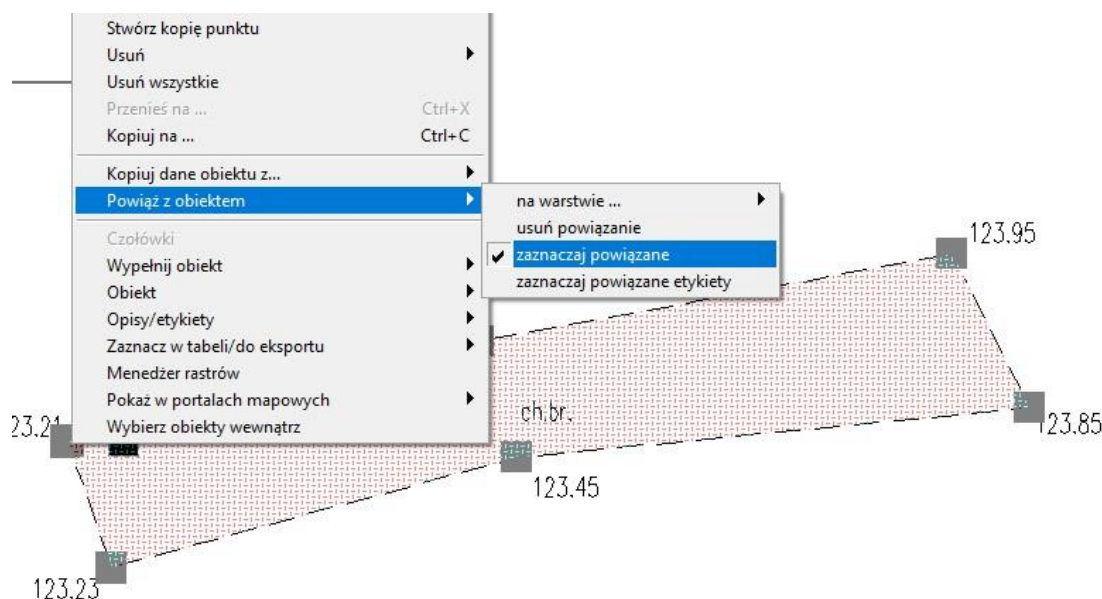 Stwórz kopię punktu
Usuń
Usuń wszystkie
Przenieś na ... Ctrl+X
Kopiuj na ... Ctrl+C
Kopiuj dane obiektu z...
Powiąż z obiektem
Czołówki
Wypełnij obiekt
Obiekt
Opisy/etykiety
Zaznacz w tabeli/do eksportu
Menedżer rastrów
Pokaż w portalach mapowych
Wybierz obiekty wewnątrz
na warstwie ...
usuń powiązanie
zaznaczaj powiązane
zaznaczaj powiązane etykiety
123.95
ch.br.
23.21
123.85
123.45
123.23